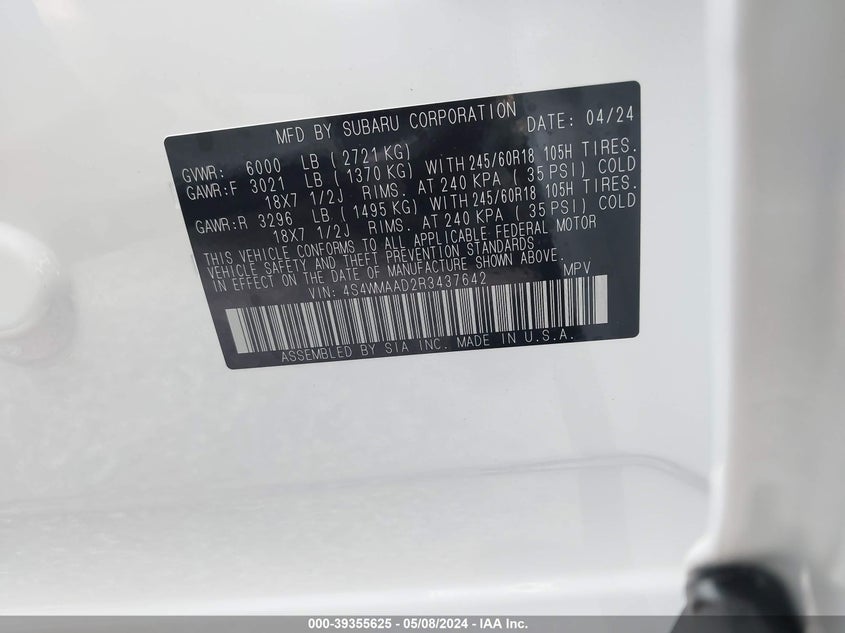 MFD BY SUBARU CORPORATION DATE: 04/24
GVWR: 6000 LB (2721 KG)
GAWR:F 3021 LB ( 1370 KG) WITH 245/60R18 105H TIRES.
18X7 1/2J RIMS. AT 240 KPA ( 35 PSI) COLD
GAWR:R 3296 LB ( 1495 KG) WITH 245/60R18 105H TIRES.
18X7 1/2J RIMS. AT 240 KPA ( 35 PSI) COLD
THIS VEHICLE CONFORMS TO ALL APPLICABLE FEDERAL MOTOR
VEHICLE SAFETY AND THEFT PREVENTION STANDARDS
IN EFFECT ON THE DATE OF MANUFACTURE SHOWN ABOVE.
VIN: 4S4WMAAD2R3437642 MPV
ASSEMBLED BY SIA INC. MADE IN U.S.A.
000-39355625 - 05/08/2024 - IAA Inc.